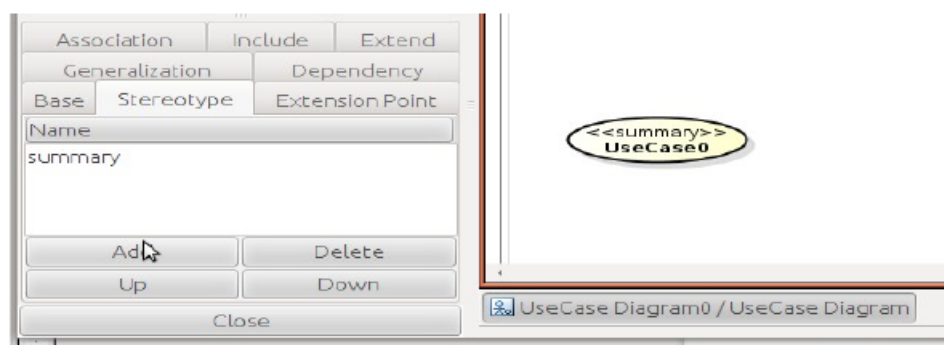 Association Include Extend
Generalization Dependency
Base Stereotype Extension Point
Name
summary
Add Delete
Up Down
Close
<<summary>>
UseCase0
UseCase Diagram0 / UseCase Diagram